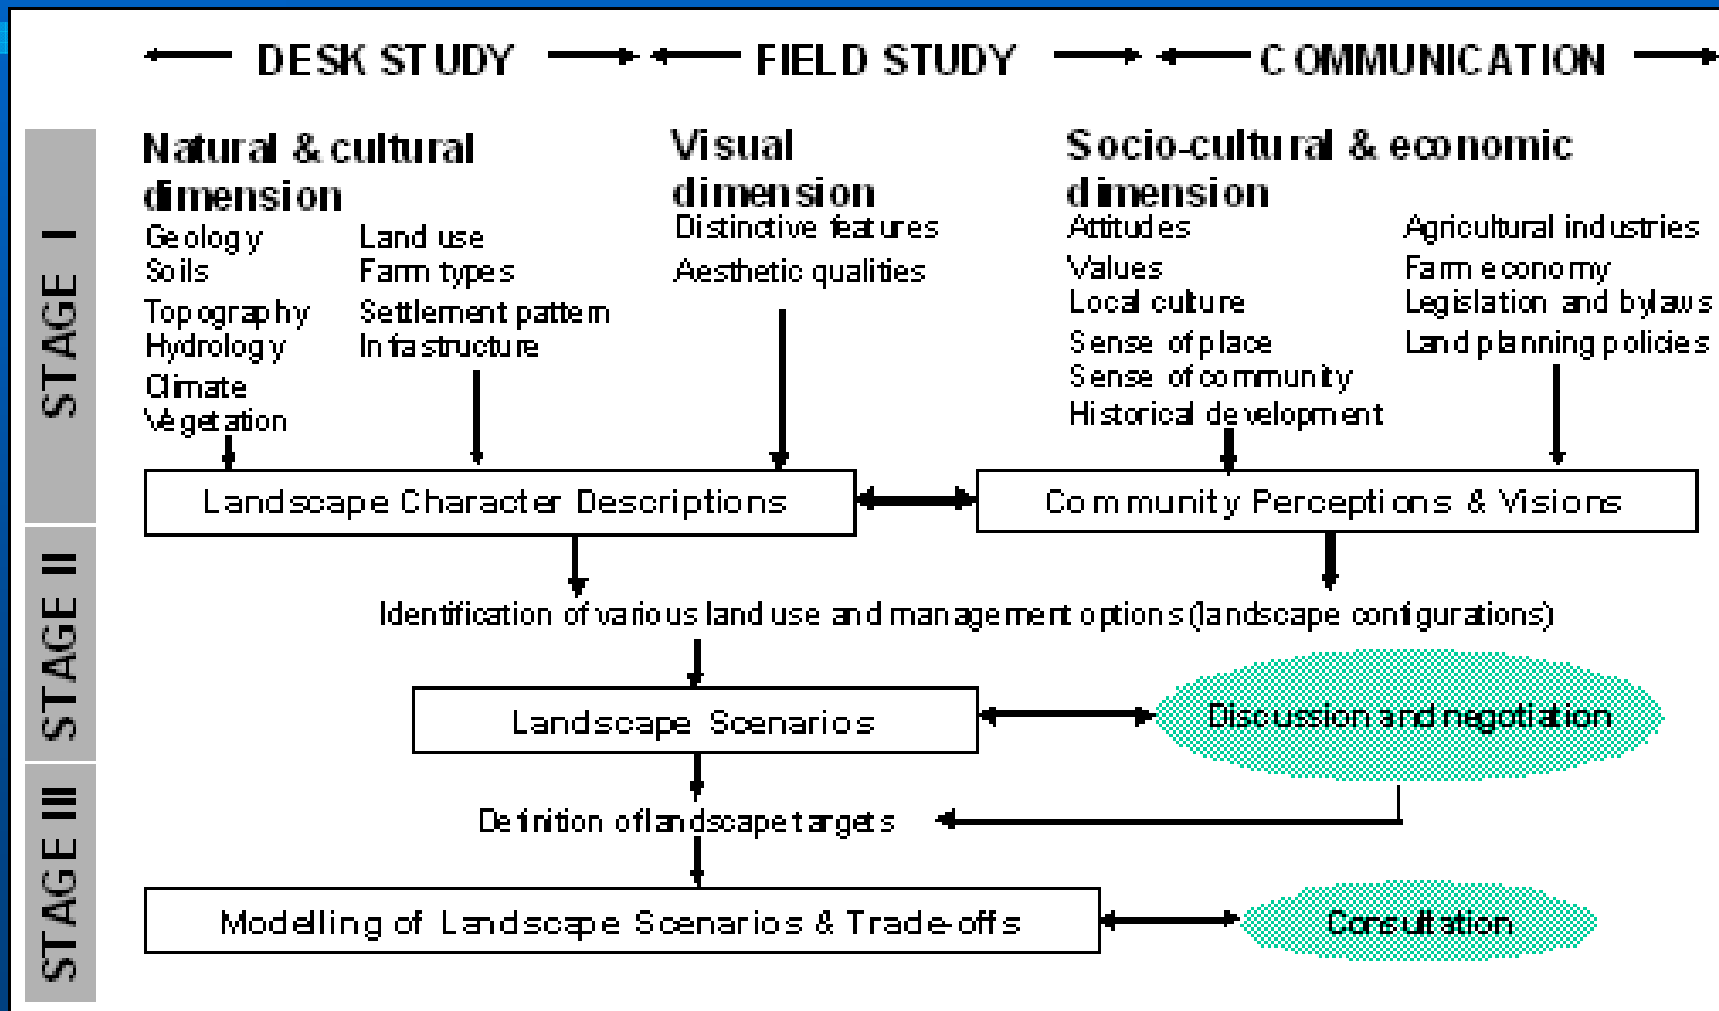 DESK STUDY FIELD STUDY COMMUNICATION
STAGE I
Natural & cultural
dimension
Geology
Soils
Topography
Hydrology
Climate
Vegetation
Land use
Farm types
Settlement pattern
Infrastructure
Visual
dimension
Distinctive features
Aesthetic qualities
Socio-cultural & economic
dimension
Attitudes
Values
Local culture
Sense of place
Sense of community
Historical development
Agricultural industries
Farm economy
Legislation and bylaws
Land planning policies
Landscape Character Descriptions
Community Perceptions & Visions
STAGE II
Identification of various land use and management options (landscape configurations)
Landscape Scenarios
Discussion and negotiation
STAGE III
Definition of landscape targets
Modelling of Landscape Scenarios & Trade-offs
Consultation